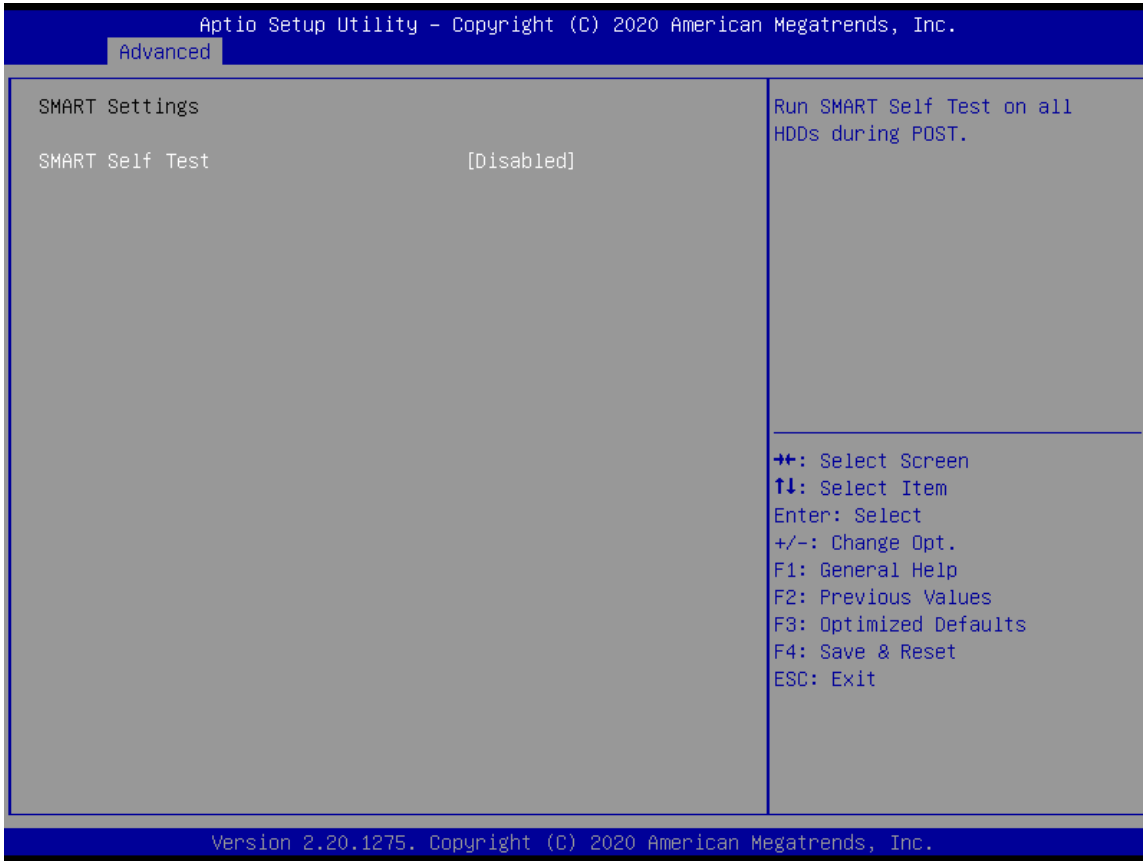 Aptio Setup Utility – Copyright (C) 2020 American Megatrends, Inc.
Advanced
SMART Settings
SMART Self Test [Disabled]
Run SMART Self Test on all
HDDs during POST.
→←: Select Screen
↑↓: Select Item
Enter: Select
+/-: Change Opt.
F1: General Help
F2: Previous Values
F3: Optimized Defaults
F4: Save & Reset
ESC: Exit
Version 2.20.1275. Copyright (C) 2020 American Megatrends, Inc.